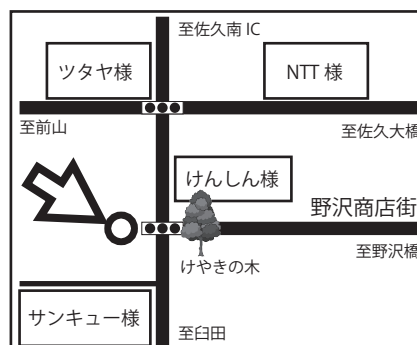 至佐久南 IC
ツタヤ様
NTT 様
至前山
至佐久大橋
けんしん様
野沢商店街
至野沢橋
けやきの木
サンキュー様
至臼田